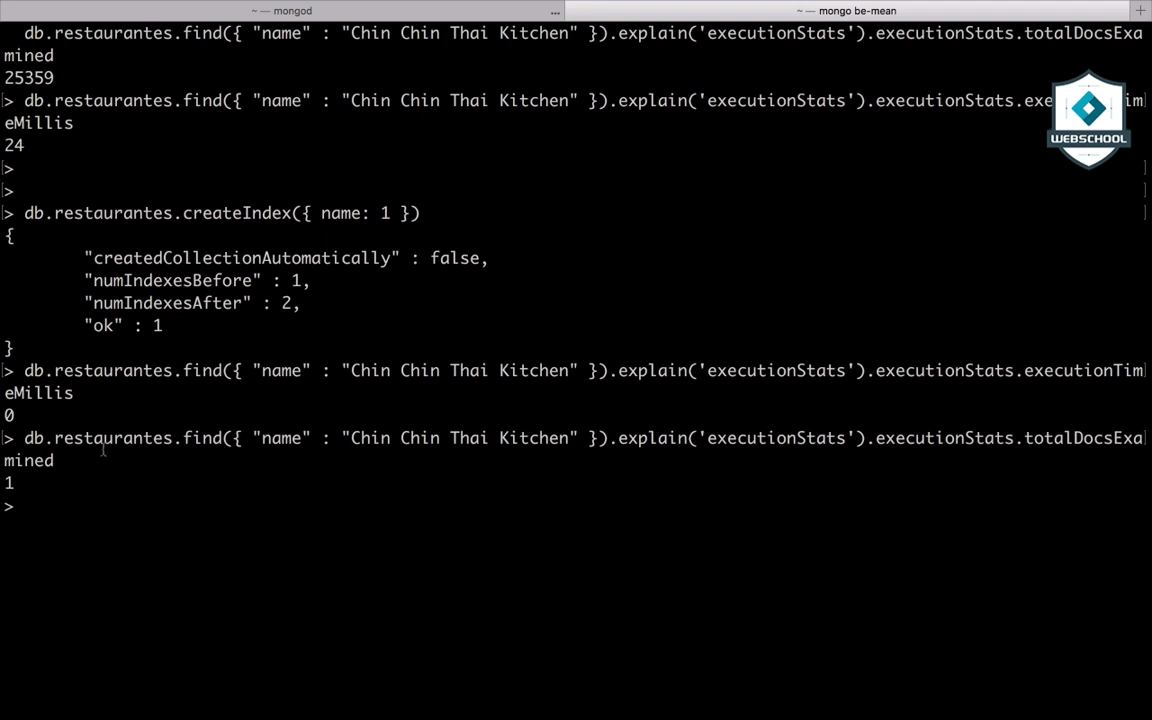 ~ — mongod
...
~ — mongo be-mean
+
db.restaurantes.find({ "name" : "Chin Chin Thai Kitchen" }).explain('executionStats').executionStats.totalDocsExa
mined
25359
> db.restaurantes.find({ "name" : "Chin Chin Thai Kitchen" }).explain('executionStats').executionStats.exe im
eMillis
24
>
>
> db.restaurantes.createIndex({ name: 1 })
{
"createdCollectionAutomatically" : false,
"numIndexesBefore" : 1,
"numIndexesAfter" : 2,
"ok" : 1
}
> db.restaurantes.find({ "name" : "Chin Chin Thai Kitchen" }).explain('executionStats').executionStats.executionTim
eMillis
0
> db.restaurantes.find({ "name" : "Chin Chin Thai Kitchen" }).explain('executionStats').executionStats.totalDocsExa
mined
1
>
WEBSCHOOL